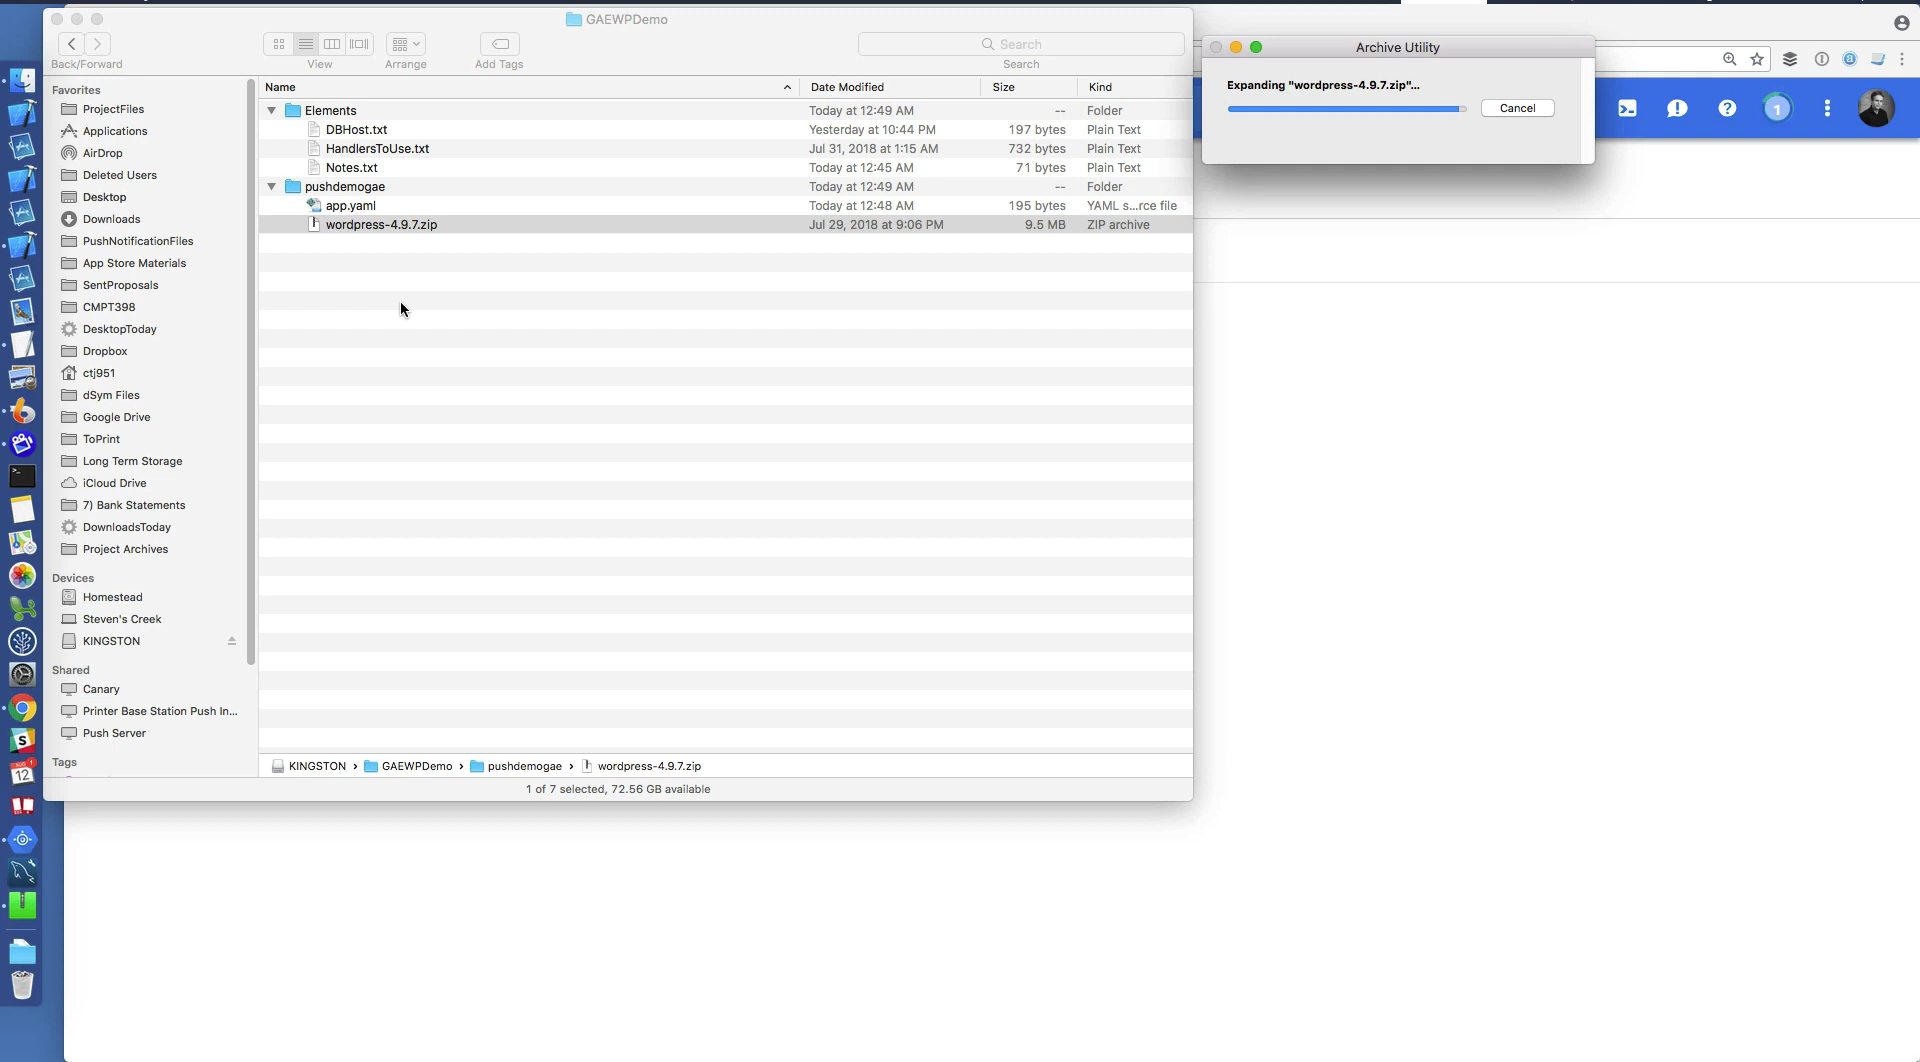 GAEWPDemo
Back/Forward
View
Arrange
Add Tags
Search
Search
Archive Utility
Expanding "wordpress-4.9.7.zip"...
Cancel
1
Favorites
ProjectFiles
Applications
AirDrop
Deleted Users
Desktop
Downloads
PushNotificationFiles
App Store Materials
SentProposals
CMPT398
DesktopToday
Dropbox
ctj951
dSym Files
Google Drive
ToPrint
Long Term Storage
iCloud Drive
7) Bank Statements
DownloadsToday
Project Archives
Devices
Homestead
Steven's Creek
KINGSTON
Shared
Canary
Printer Base Station Push In...
Push Server
Tags
Name Date Modified Size Kind
Elements Today at 12:49 AM -- Folder
DBHost.txt Yesterday at 10:44 PM 197 bytes Plain Text
HandlersToUse.txt Jul 31, 2018 at 1:15 AM 732 bytes Plain Text
Notes.txt Today at 12:45 AM 71 bytes Plain Text
pushdemogae Today at 12:49 AM -- Folder
app.yaml Today at 12:48 AM 195 bytes YAML s...rce file
wordpress-4.9.7.zip Jul 29, 2018 at 9:06 PM 9.5 MB ZIP archive
KINGSTON › GAEWPDemo › pushdemogae › wordpress-4.9.7.zip
1 of 7 selected, 72.56 GB available
AUG 1
12